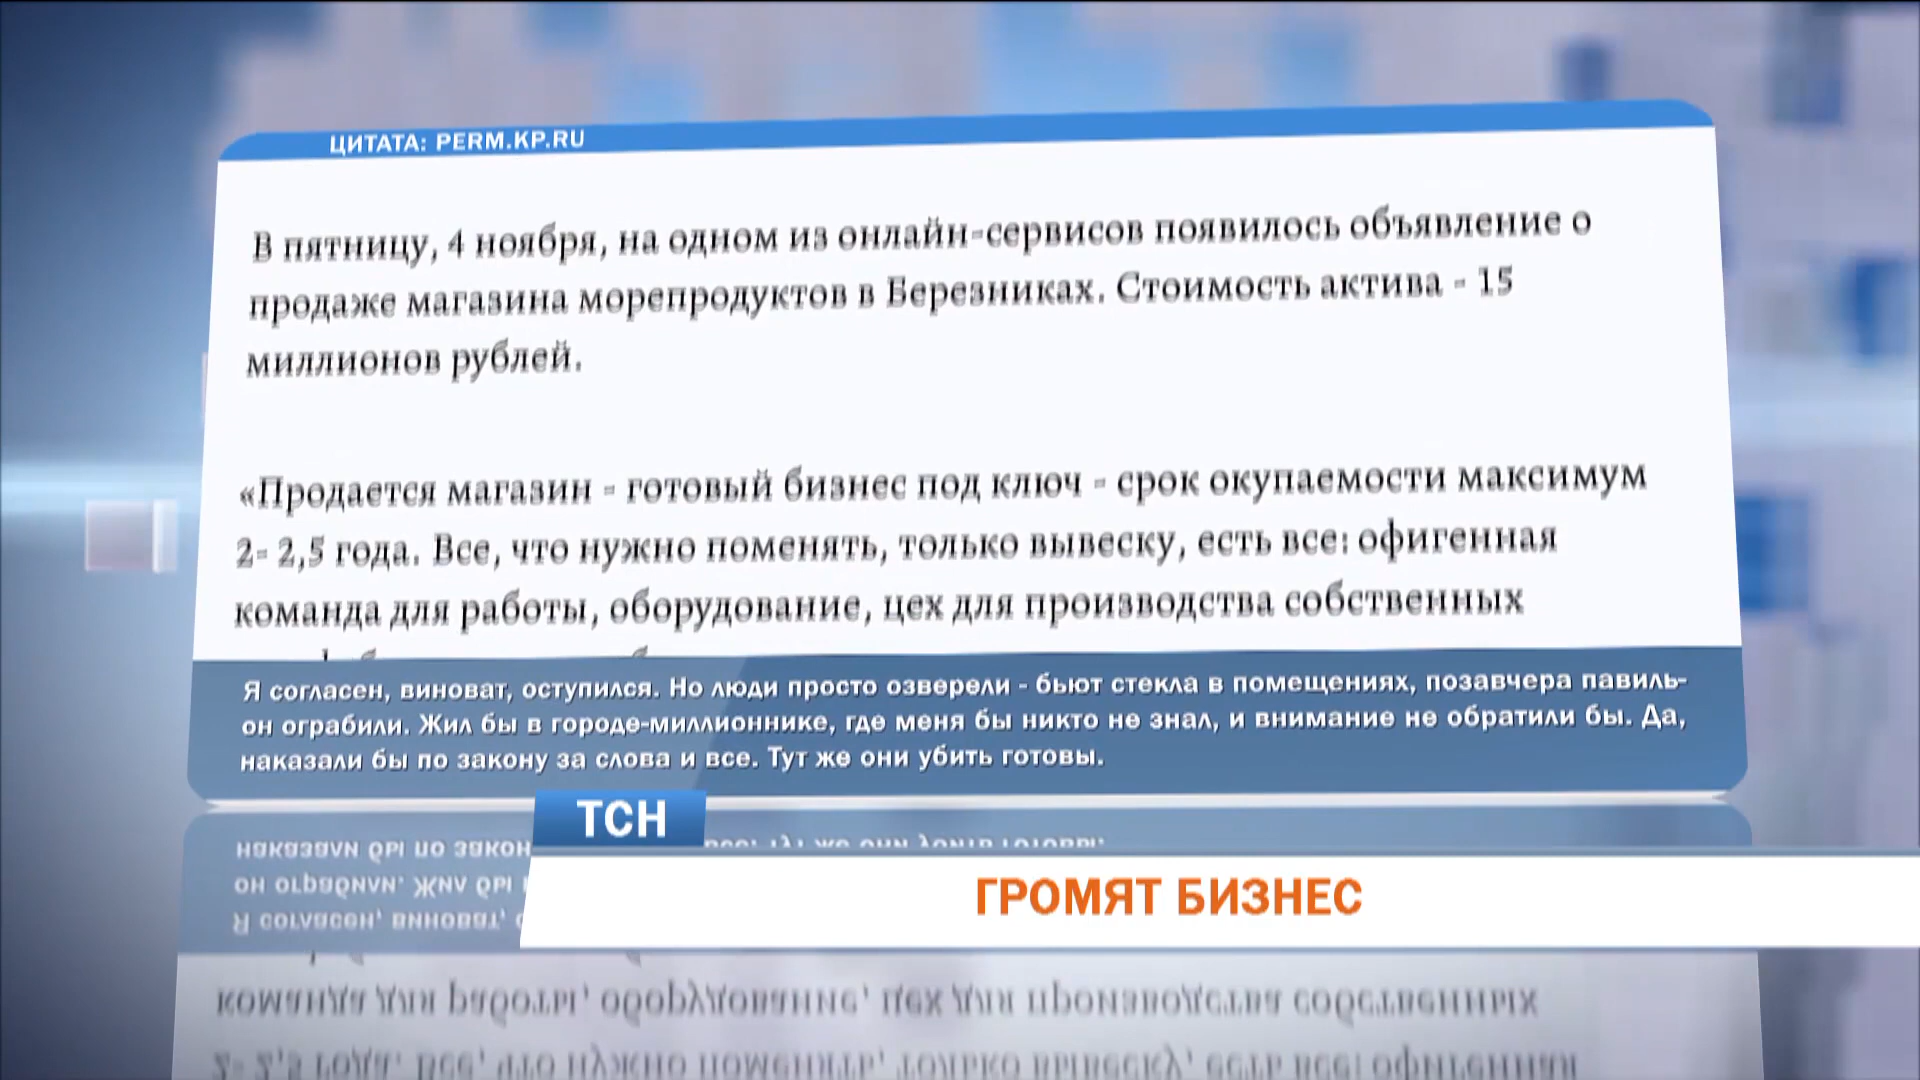 ЦИТАТА: PERM.KP.RU
В пятницу, 4 ноября, на одном из онлайн-сервисов появилось объявление о
продаже магазина морепродуктов в Березниках. Стоимость актива - 15
миллионов рублей.
«Продается магазин - готовый бизнес под ключ - срок окупаемости максимум
2- 2,5 года. Все, что нужно поменять, только вывеску, есть все: офигенная
команда для работы, оборудование, цех для производства собственных
Я согласен, виноват, оступился. Но люди просто озверели - бьют стекла в помещениях, позавчера павиль-
он ограбили. Жил бы в городе-миллионнике, где меня бы никто не знал, и внимание не обратили бы. Да,
наказали бы по закону за слова и все. Тут же они убить готовы.
ТСН
ГРОМЯТ БИЗНЕС